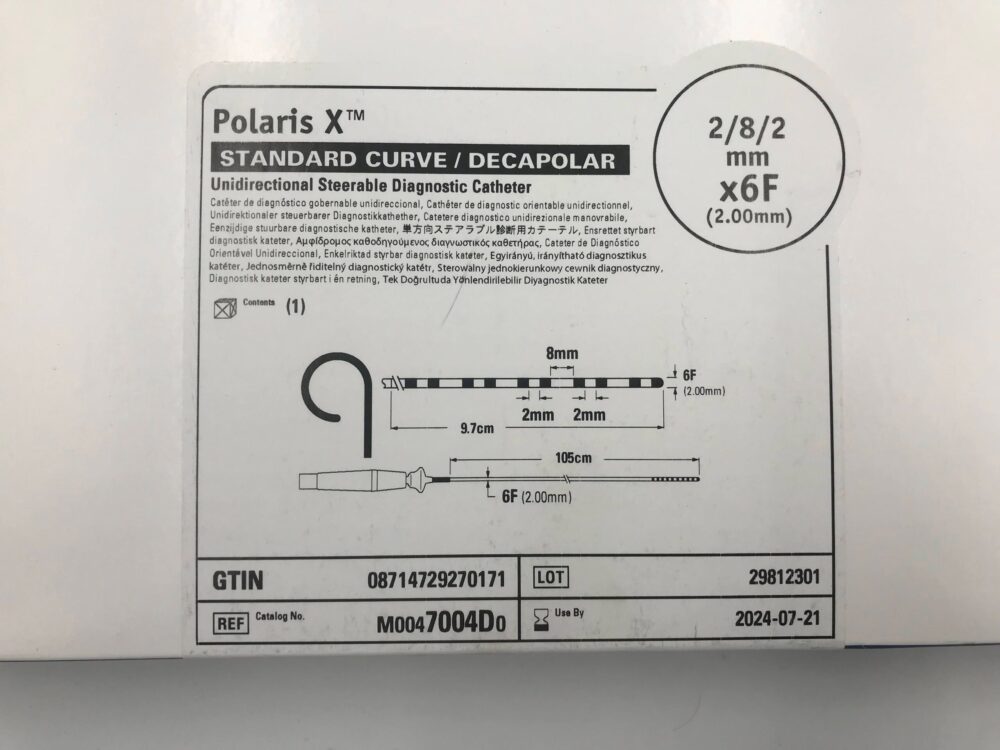 Polaris X™
STANDARD CURVE / DECAPOLAR
Unidirectional Steerable Diagnostic Catheter
Catéter de diagnóstico gobernable unidireccional, Cathéter de diagnostic orientable unidirectionnel,
Unidirektionaler steuerbarer Diagnostikkathether, Catetere diagnostico unidirezionale manovrabile,
Eenzijdige stuurbare diagnostische katheter, 単方向ステアラブル診断用カテーテル, Ensrettet styrbart
diagnostisk kateter, Αμφίδρομος καθοδηγούμενος διαγνωστικός καθετήρας, Cateter de Diagnóstico
Orientável Unidireccional, Enkelriktad styrbar diagnostisk kateter, Egyirányú, irányítható diagnosztikus
katéter, Jednosměrně řiditelný diagnostický katétr, Sterowalny jednokierunkowy cewnik diagnostyczny,
Diagnostisk kateter styrbart i én retning, Tek Doğrultuda Yönlendirilebilir Diyagnostik Kateter
2/8/2
mm
x6F
(2.00mm)
Contents (1)
8mm
6F
(2.00mm)
2mm 2mm
9.7cm
105cm
6F (2.00mm)
GTIN 08714729270171
LOT 29812301
REF Catalog No. M0047004D0
Use By 2024-07-21